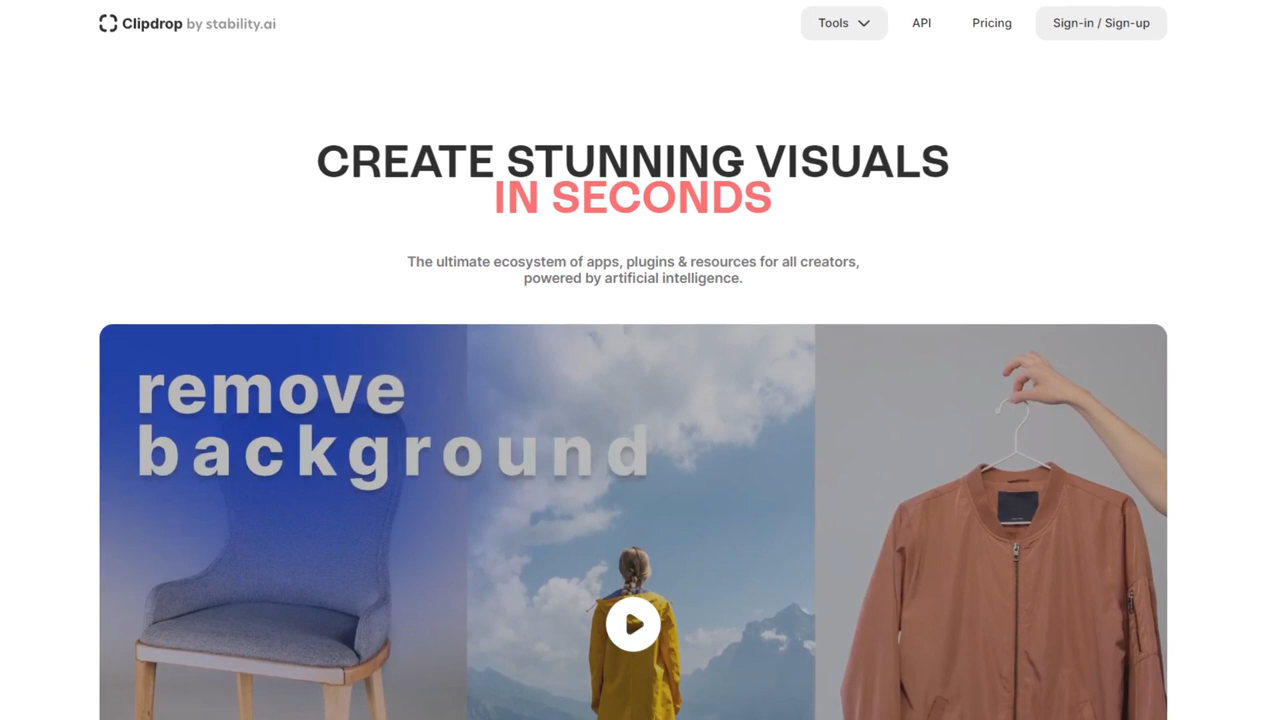 Clipdrop by stability.ai
Tools
API
Pricing
Sign-in / Sign-up
CREATE STUNNING VISUALS
IN SECONDS
The ultimate ecosystem of apps, plugins & resources for all creators,
powered by artificial intelligence.
remove
background